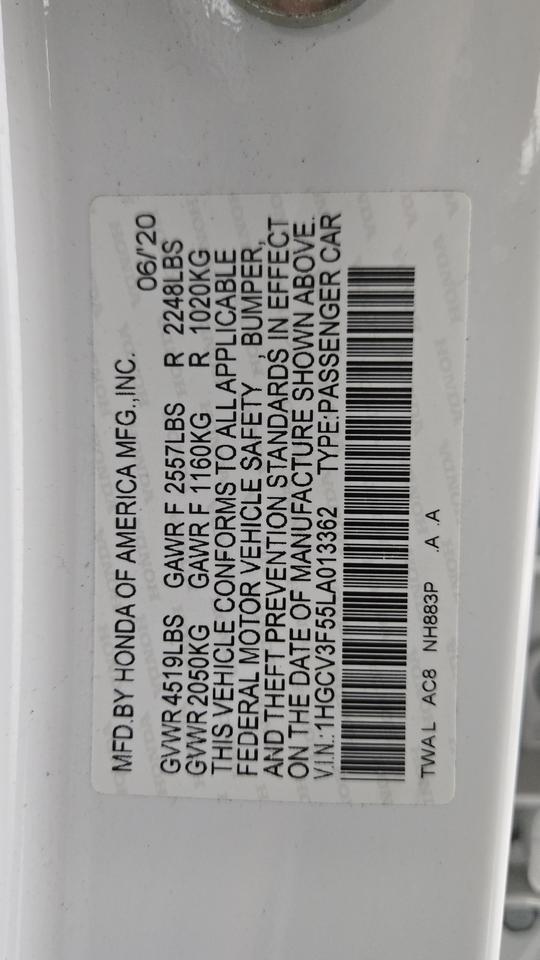 MFD.BY HONDA OF AMERICA MFG.,INC.
06/'20
GVWR 4519LBS GAWR F 2557LBS R 2248LBS
GVWR 2050KG GAWR F 1160KG R 1020KG
THIS VEHICLE CONFORMS TO ALL APPLICABLE
FEDERAL MOTOR VEHICLE SAFETY , BUMPER,
AND THEFT PREVENTION STANDARDS IN EFFECT
ON THE DATE OF MANUFACTURE SHOWN ABOVE.
V.I.N.:1HGCV3F55LA013362 TYPE:PASSENGER CAR
TWAL AC8 NH883P .A .A